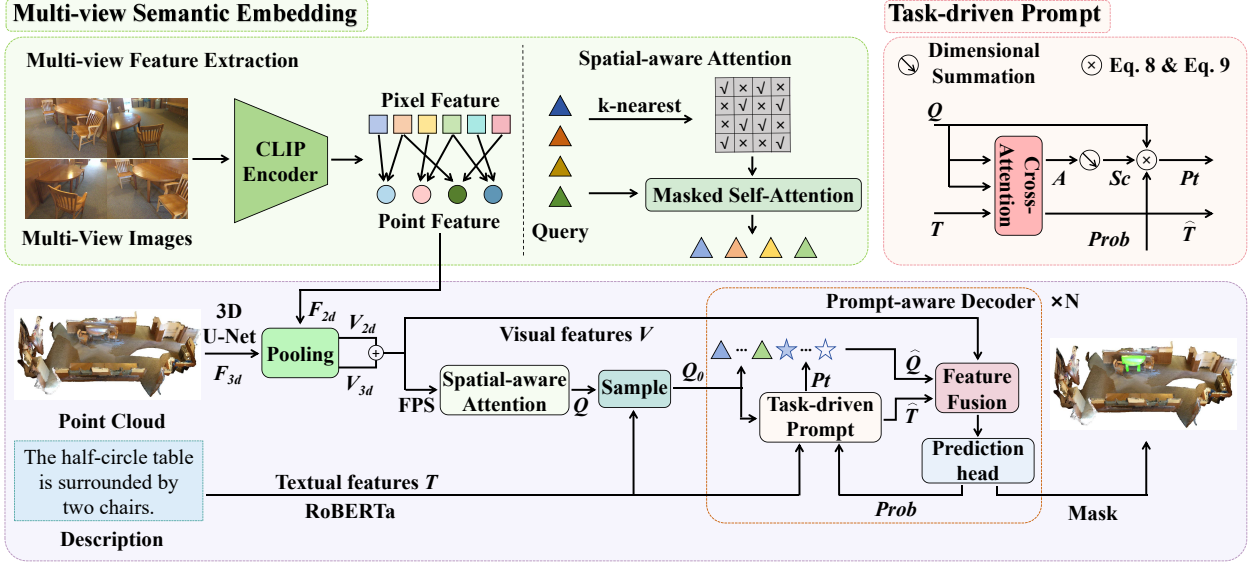 Multi-view Semantic Embedding
Multi-view Feature Extraction
Multi-View Images
CLIP
Encoder
Pixel Feature
Point Feature
Spatial-aware Attention
k-nearest
√ × √ ×
× √ × √
× √ √ ×
× × × √
Masked Self-Attention
Query
Task-driven Prompt
Dimensional
Summation
Eq. 8 & Eq. 9
Q
T
Cross-
Attention
A
Sc
Pt
Prob
T̂
Point Cloud
3D
U-Net
F3d
F2d
Pooling
V2d
V3d
Visual features V
FPS
Spatial-aware
Attention
Q
Sample
Q0
Prompt-aware Decoder
×N
... ...
Pt
Q̂
Task-driven
Prompt
T̂
Feature
Fusion
Prediction
head
Prob
Mask
The half-circle table
is surrounded by
two chairs.
Description
Textual features T
RoBERTa